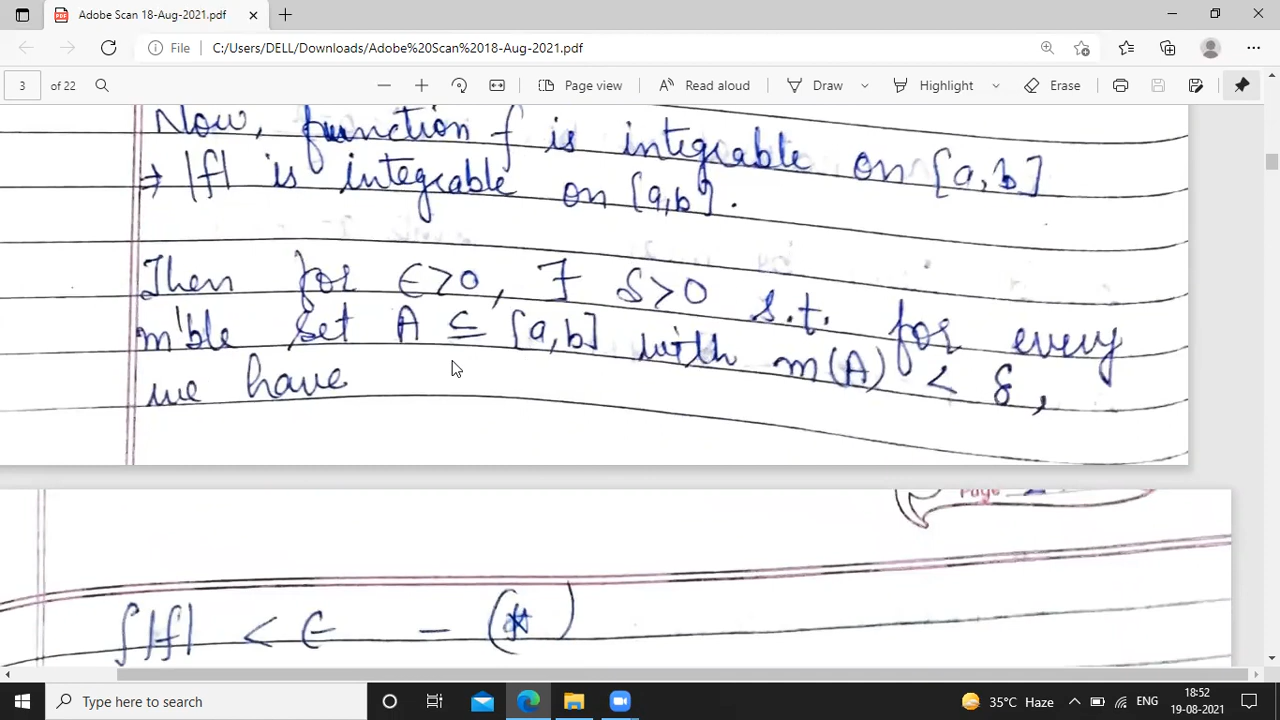 Adobe Scan 18-Aug-2021.pdf
File C:/Users/DELL/Downloads/Adobe%20Scan%2018-Aug-2021.pdf
3 of 22 Page view Read aloud Draw Highlight Erase
Now, function f is integrable on [a,b]
⇒ |f| is integrable on [a,b].
Then for ε>0, ∃ δ>0 s.t. for every
m'ble set A ⊆ [a,b] with m(A) < δ,
we have
Page
∫|f| < ε – (*)
Type here to search 35°C Haze ENG 18:52
19-08-2021